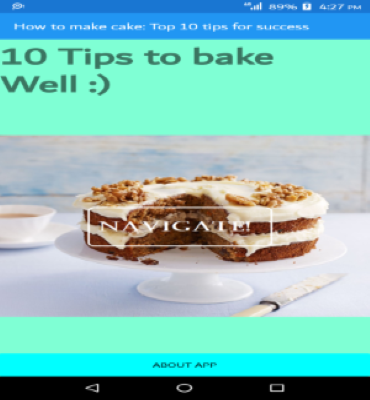 89% 4:27 PM
How to make cake: Top 10 tips for success
10 Tips to bake
Well :)
NAVIGATE!
ABOUT APP